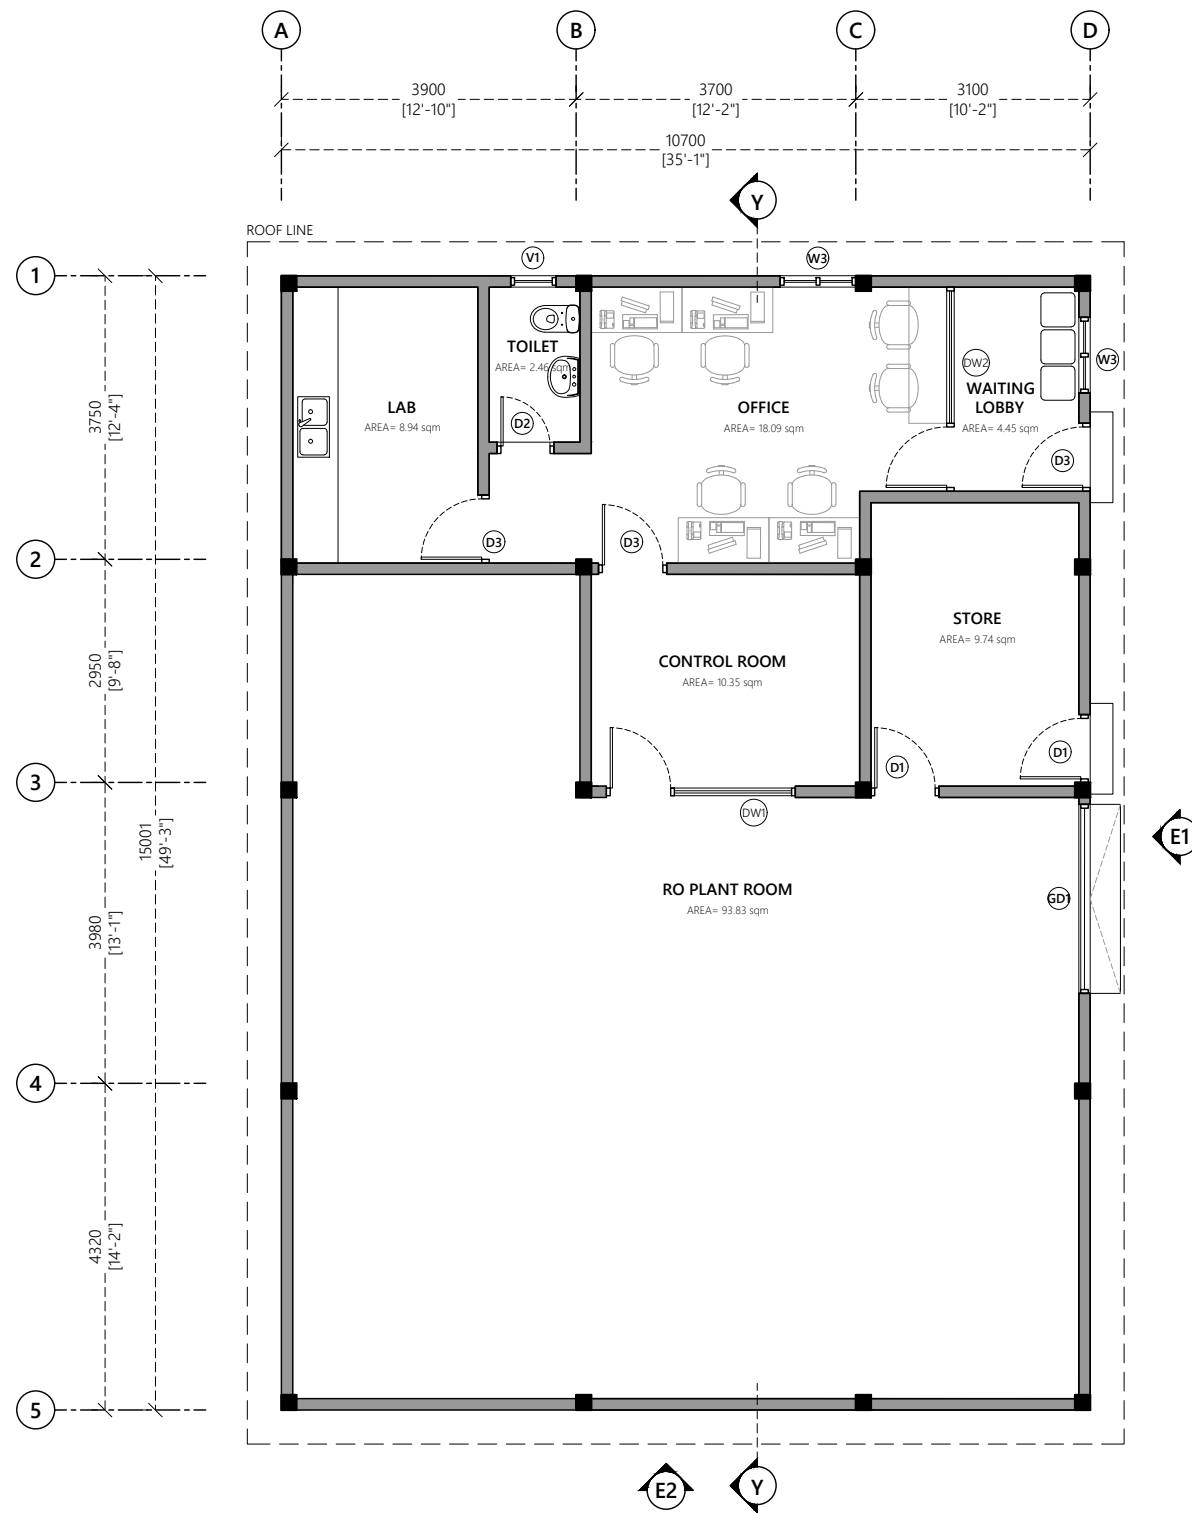 A
B
C
D
3900
[12'-10"]
3700
[12'-2"]
3100
[10'-2"]
10700
[35'-1"]
Y
ROOF LINE
V1
W3
1
TOILET
AREA= 2.46 sqm
DW2
W3
WAITING
LOBBY
AREA= 4.45 sqm
LAB
AREA= 8.94 sqm
OFFICE
AREA= 18.09 sqm
D2
3750
[12'-4"]
D3
D3
D3
2
STORE
AREA= 9.74 sqm
CONTROL ROOM
AREA= 10.35 sqm
2950
[9'-8"]
D1
D1
3
DW1
15001
[49'-3"]
E1
RO PLANT ROOM
AREA= 93.83 sqm
GD1
3980
[13'-1"]
4
4320
[14'-2"]
5
E2
Y